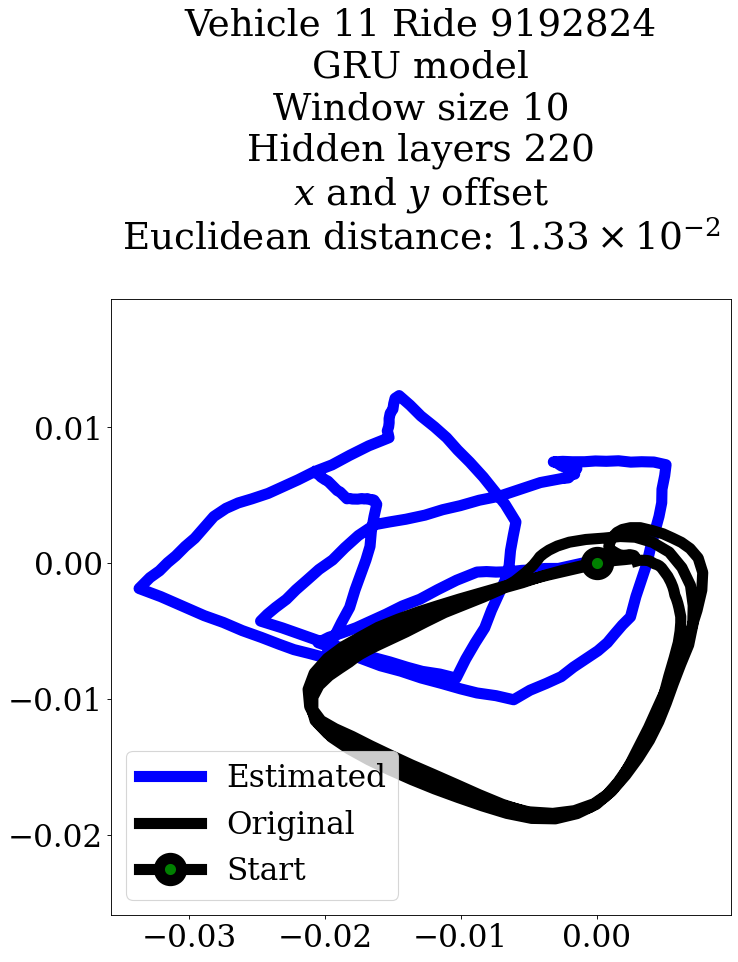 Vehicle 11 Ride 9192824
GRU model
Window size 10
Hidden layers 220
x and y offset
Euclidean distance: 1.33 × 10⁻²
0.01
0.00
−0.01
−0.02
Estimated
Original
Start
−0.03 −0.02 −0.01 0.00